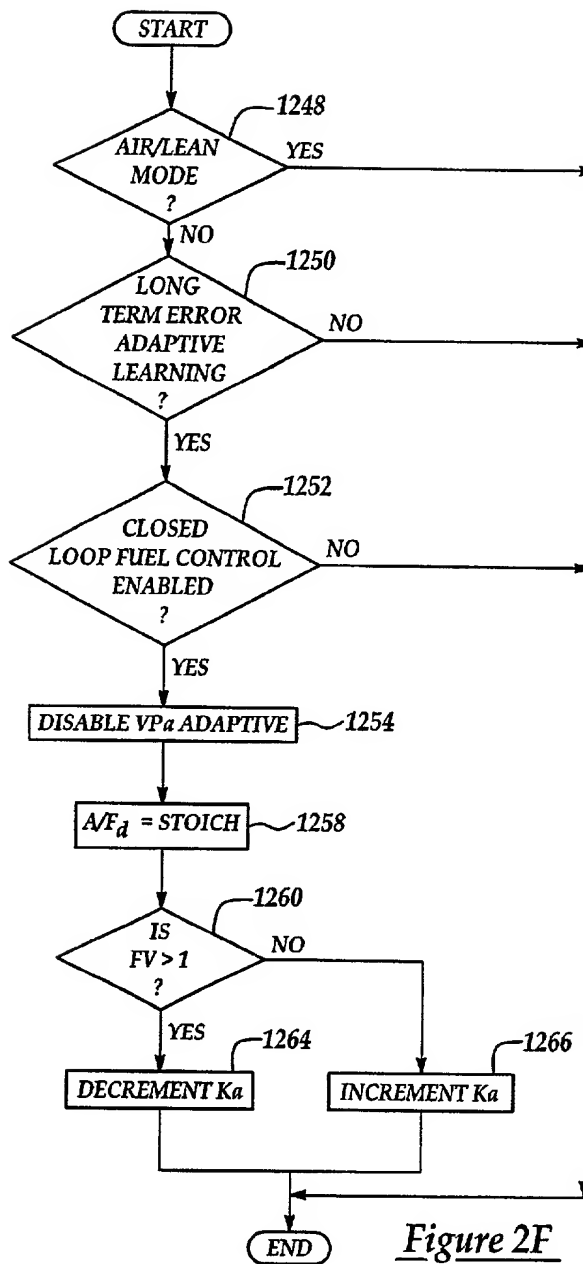 START
1248
AIR/LEAN
MODE
?
YES
NO
1250
LONG
TERM ERROR
ADAPTIVE
LEARNING
?
NO
YES
1252
CLOSED
LOOP FUEL CONTROL
ENABLED
?
NO
YES
DISABLE VPa ADAPTIVE
1254
A/Fd = STOICH
1258
1260
IS
FV > 1
?
NO
YES
1264
DECREMENT Ka
1266
INCREMENT Ka
END
Figure 2F